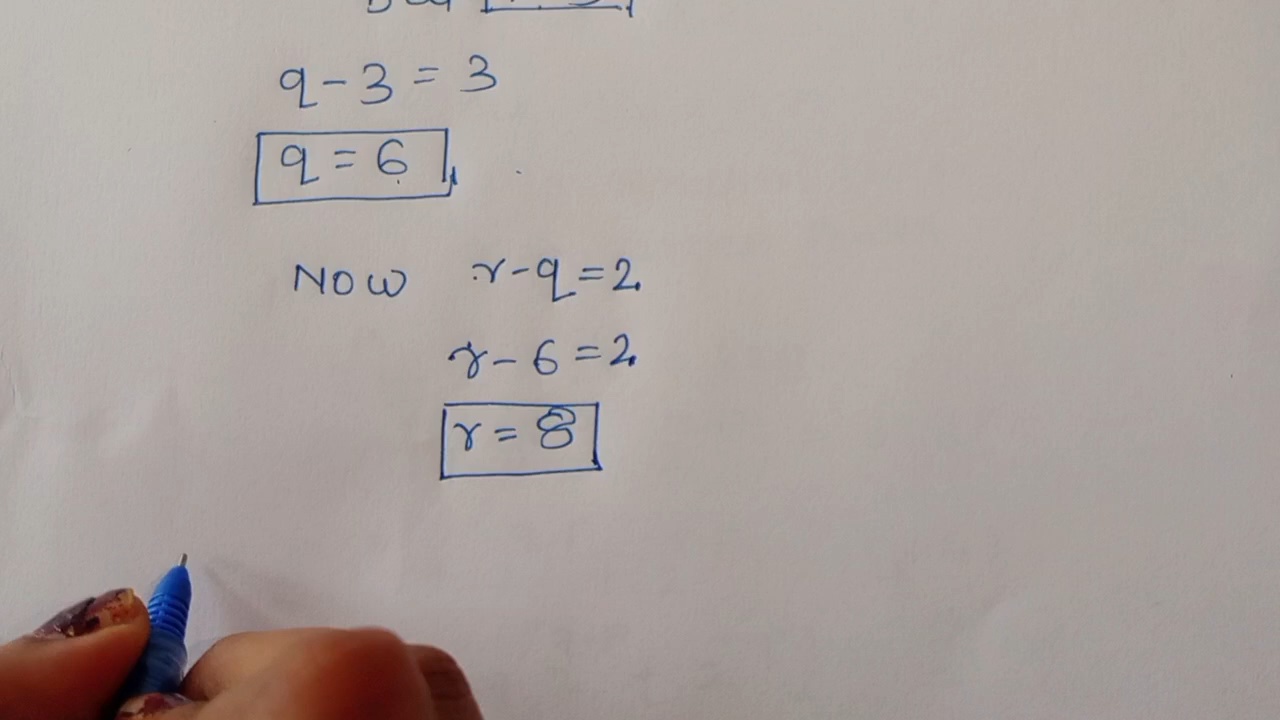 q - 3 = 3
q = 6
NOW r - q = 2
r - 6 = 2
r = 8